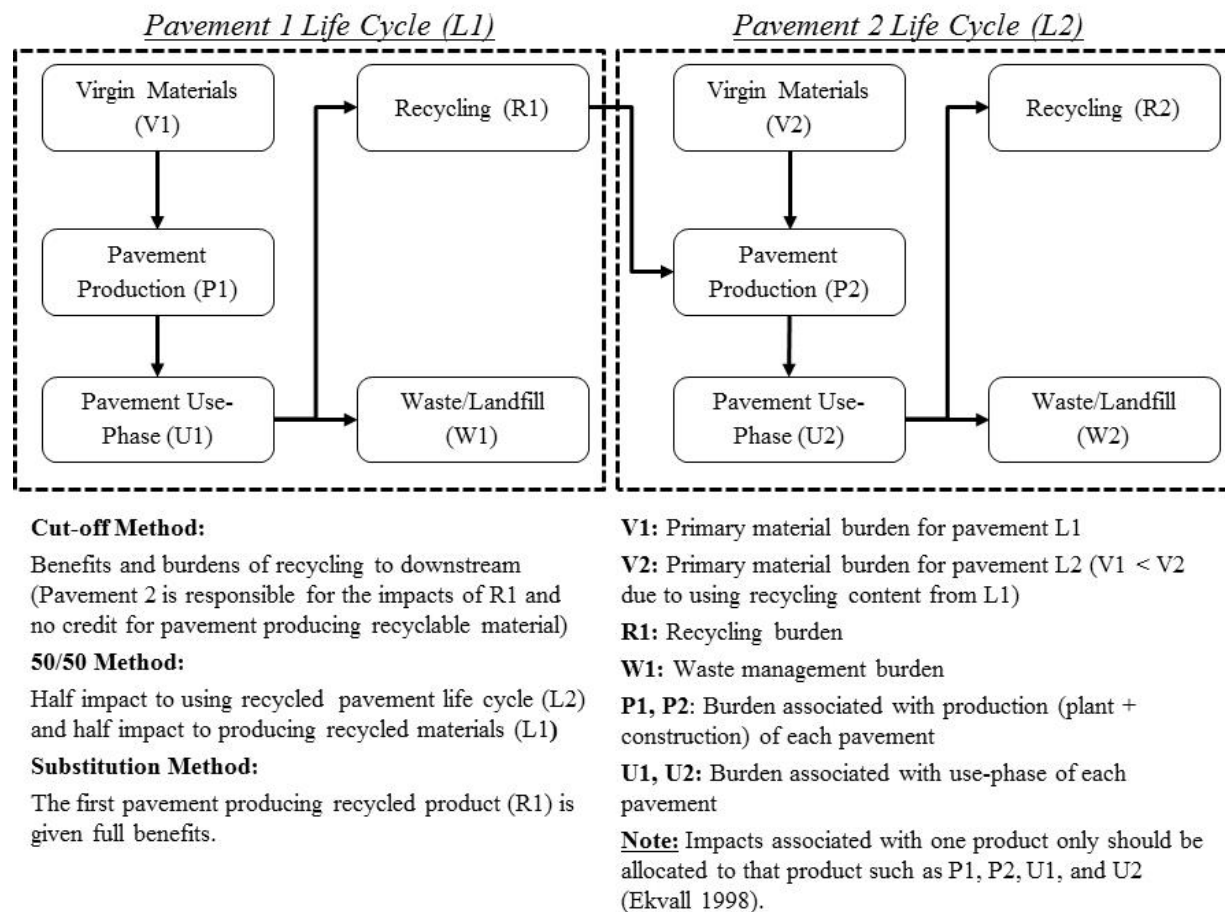 Pavement 1 Life Cycle (L1)
Virgin Materials
(V1)
Recycling (R1)
Pavement
Production (P1)
Pavement Use-
Phase (U1)
Waste/Landfill
(W1)
Pavement 2 Life Cycle (L2)
Virgin Materials
(V2)
Recycling (R2)
Pavement
Production (P2)
Pavement Use-
Phase (U2)
Waste/Landfill
(W2)
Cut-off Method:
Benefits and burdens of recycling to downstream
(Pavement 2 is responsible for the impacts of R1 and
no credit for pavement producing recyclable material)
50/50 Method:
Half impact to using recycled pavement life cycle (L2)
and half impact to producing recycled materials (L1)
Substitution Method:
The first pavement producing recycled product (R1) is
given full benefits.
V1: Primary material burden for pavement L1
V2: Primary material burden for pavement L2 (V1 < V2
due to using recycling content from L1)
R1: Recycling burden
W1: Waste management burden
P1, P2: Burden associated with production (plant +
construction) of each pavement
U1, U2: Burden associated with use-phase of each
pavement
Note: Impacts associated with one product only should be
allocated to that product such as P1, P2, U1, and U2
(Ekvall 1998).